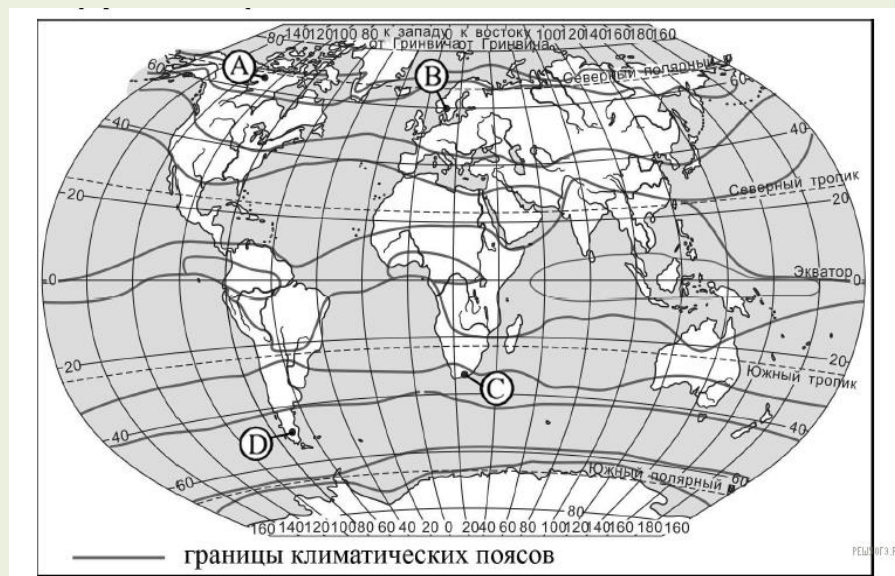 140 120 100 80 к западу к востоку 100 120 140 160 180 160
от Гринвича от Гринвича
80
60
Северный полярный
60
A
B
40
40
Северный тропик
20
20
0
Экватор
0
20
20
Южный тропик
C
40
D
40
60
Южный полярный
60
80
160 140 120 100 80 60 40 20 0 20 40 60 80 100 120 140 160 180 160
границы климатических поясов